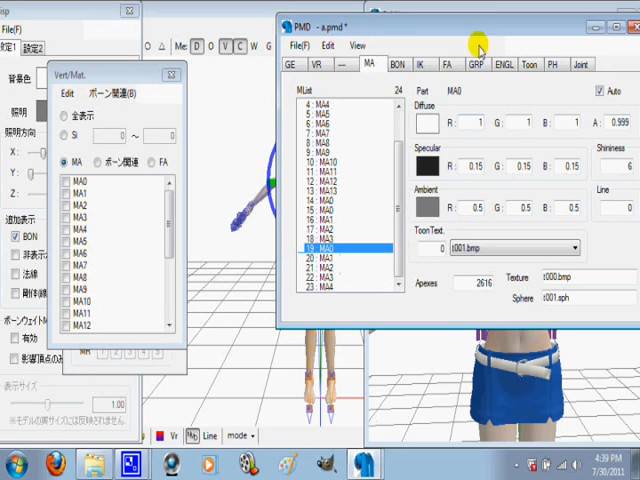 isp
File(F)
設定1 設定2
背景色
照明
照明方向
X:
Y:
Z:
追加表示
BON
非表示
法線
剛体(線
ボーンウェイト
有効
影響頂点のみ
表示サイズ
1.00
※モデルの実サイズには反映されません.
Me: D O V C W G
Vert/Mat.
Edit ボーン関連(B)
全表示
Si 0 ～ 0
MA ボーン関連 FA
MA0
MA1
MA2
MA3
MA4
MA5
MA6
MA7
MA8
MA9
MA10
MA11
MA12
MR 1 2 3 4 5
Vr Line mode
PMD - a.pmd *
File(F) Edit View
GE VR --- MA BON IK FA GRP ENGL Toon PH Joint
MList 24
4 : MA4
5 : MA5
6 : MA6
7 : MA7
8 : MA8
9 : MA9
10 : MA10
11 : MA11
12 : MA12
13 : MA13
14 : MA0
15 : MA0
16 : MA1
17 : MA2
18 : MA3
19 : MA0
20 : MA1
21 : MA2
22 : MA3
23 : MA4
Part MA0 Auto
Diffuse
R: 1 G: 1 B: 1 A: 0.999
Specular Shininess
R: 0.15 G: 0.15 B: 0.15 6
Ambient Line
R: 0.5 G: 0.5 B: 0.5 0
ToonText.
0 t001.bmp
Apexes 2616 Texture t000.bmp
Sphere t001.sph
4:39 PM
7/30/2011